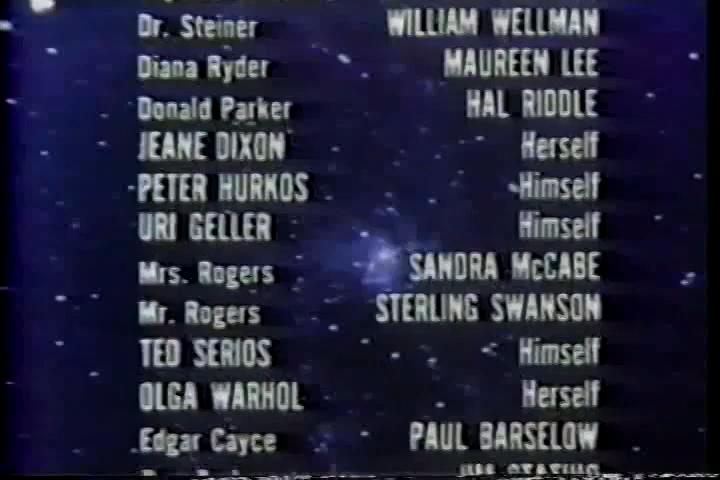 Dr. Steiner WILLIAM WELLMAN
Diana Ryder MAUREEN LEE
Donald Parker HAL RIDDLE
JEANE DIXON Herself
PETER HURKOS Himself
URI GELLER Himself
Mrs. Rogers SANDRA McCABE
Mr. Rogers STERLING SWANSON
TED SERIOS Himself
OLGA WARHOL Herself
Edgar Cayce PAUL BARSELOW